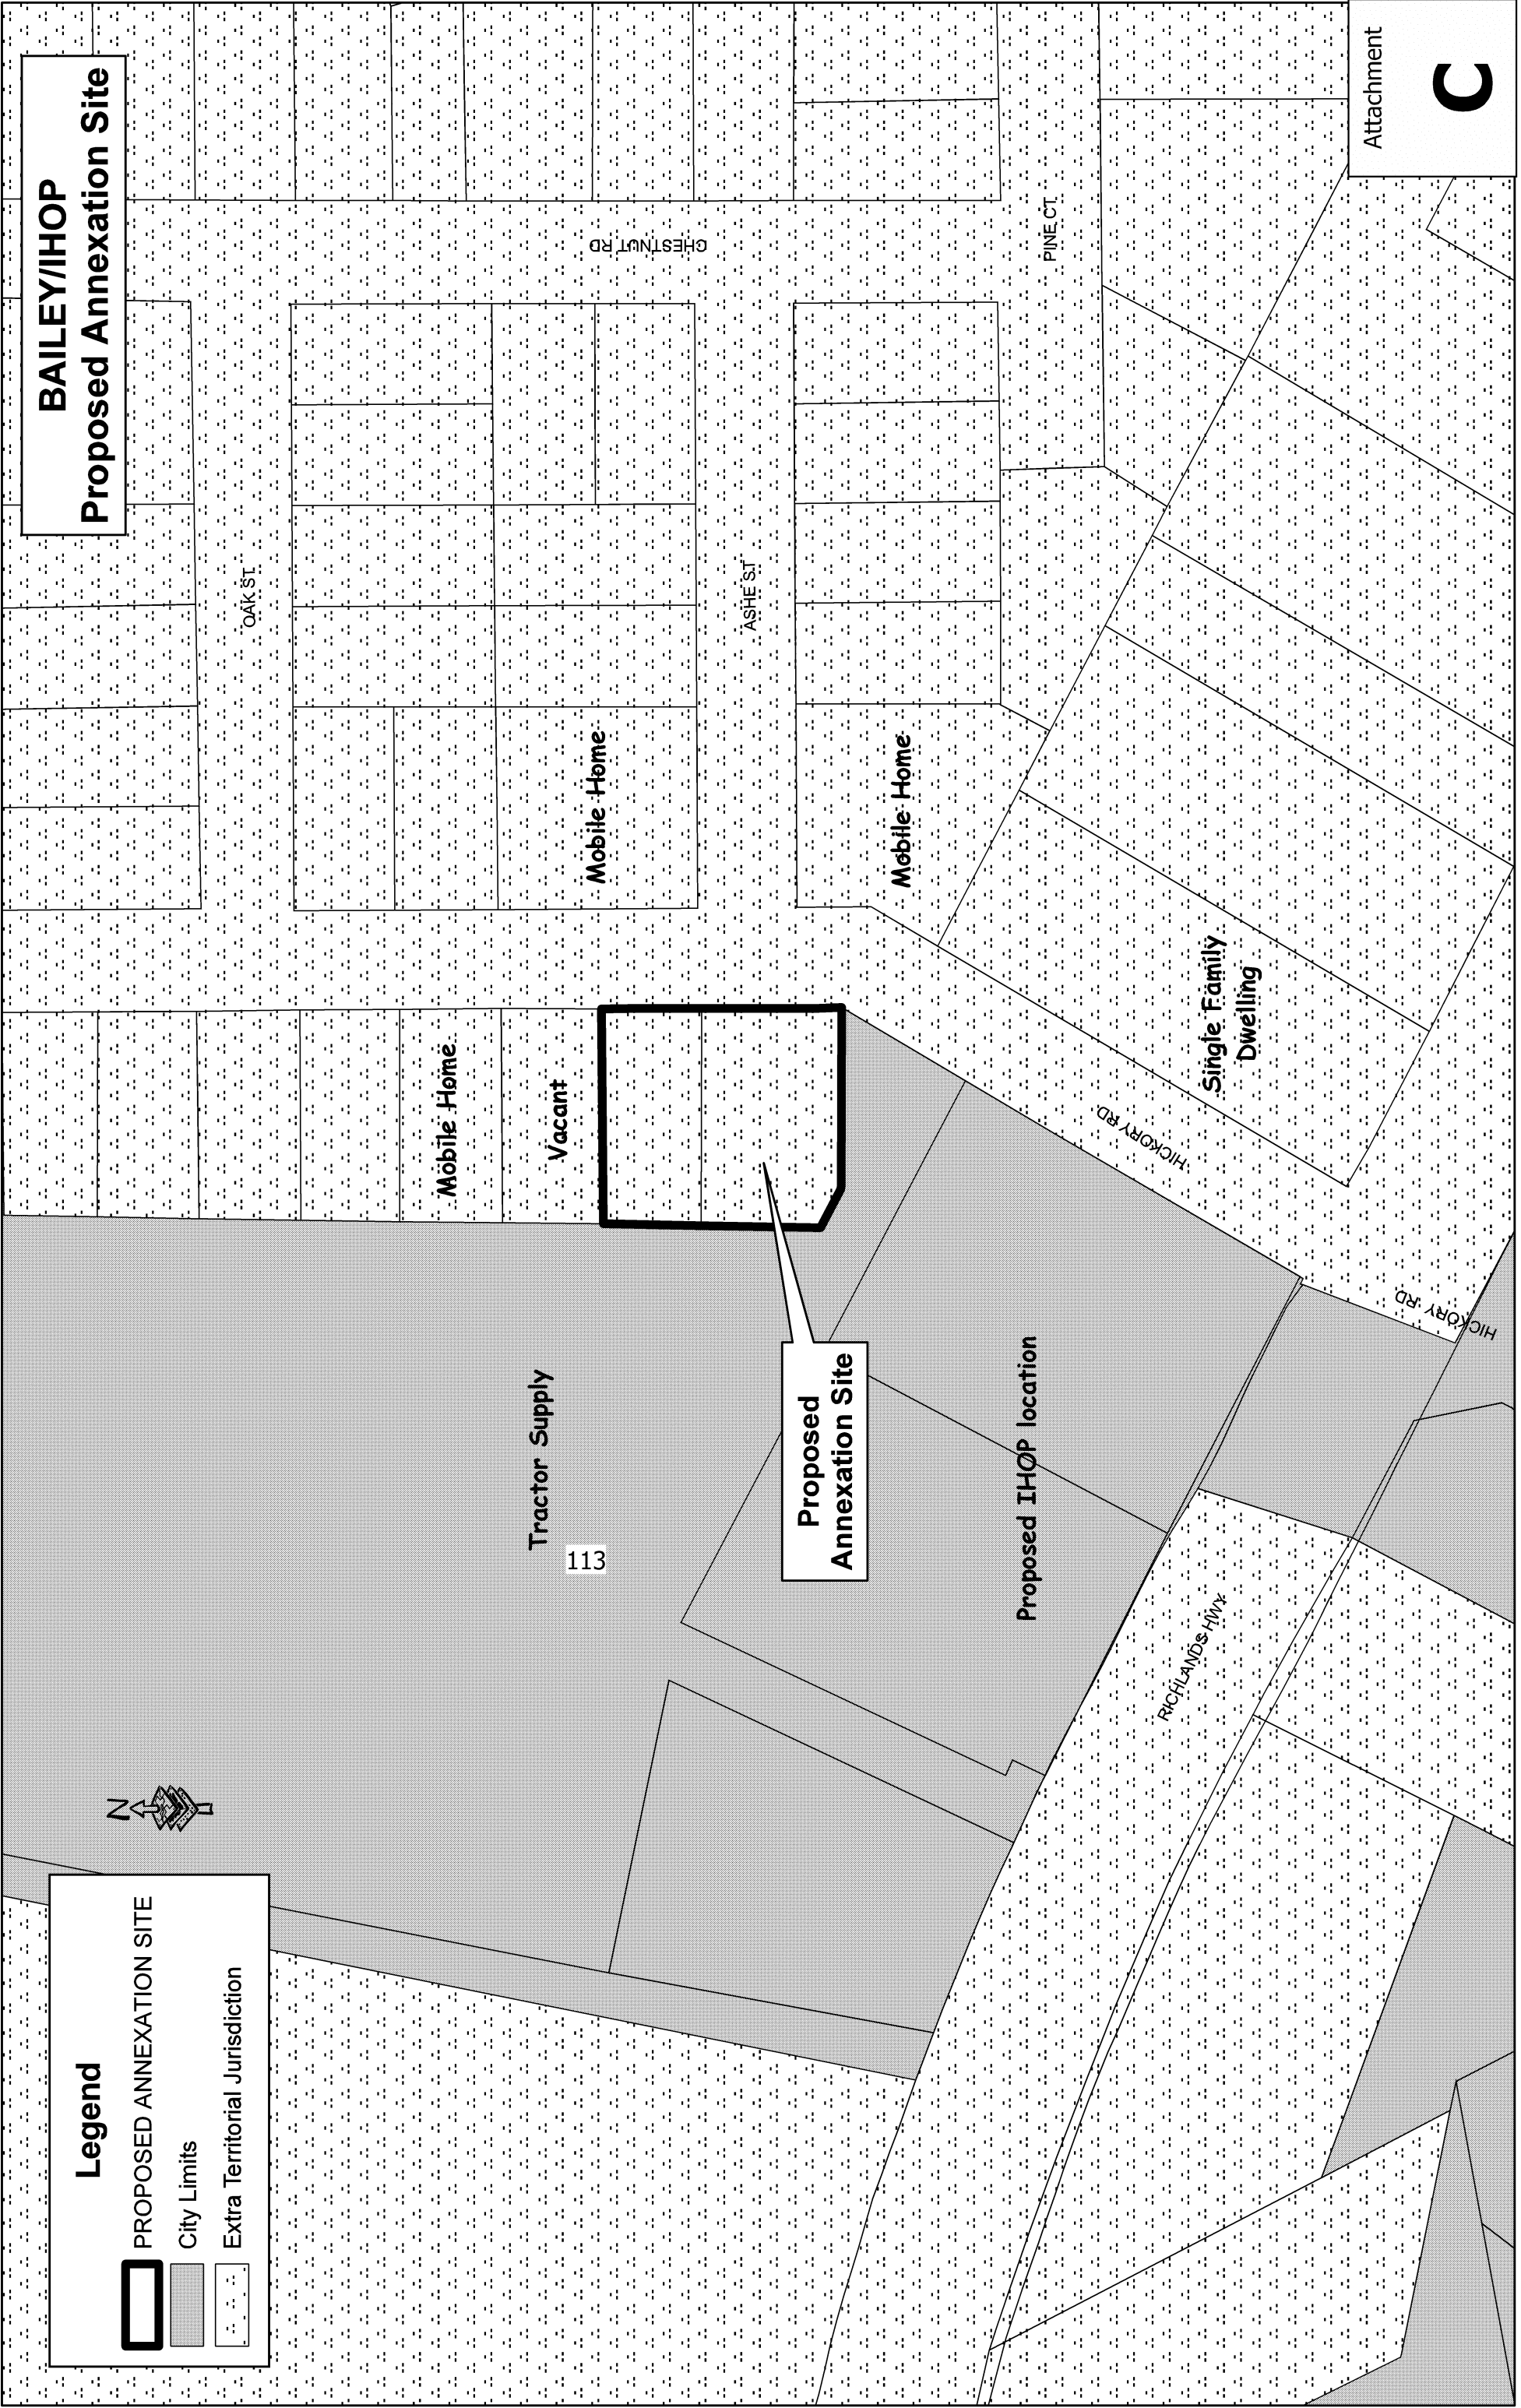 BAILEY/IHOP
Proposed Annexation Site
Legend
PROPOSED ANNEXATION SITE
City Limits
Extra Territorial Jurisdiction
N
OAK ST
CHESTNUT RD
ASHE ST
PINE CT
Mobile Home
Vacant
Mobile Home
Mobile Home
Tractor Supply
113
Proposed
Annexation Site
Proposed IHOP location
Single Family
Dwelling
HICKORY RD
HICKORY RD
RICHLANDS HWY
Attachment
C